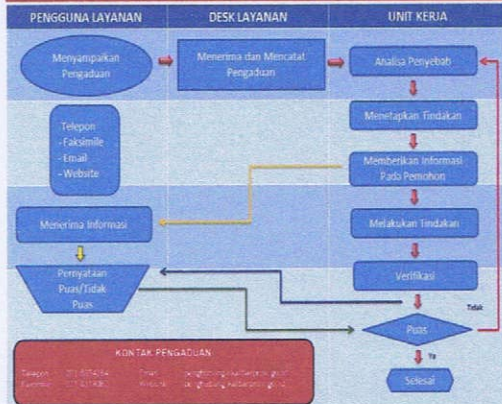 PENGGUNA LAYANAN
DESK LAYANAN
UNIT KERJA
Menyampaikan
Pengaduan
Menerima dan Mencatat
Pengaduan
Analisa Penyebab
Menetapkan Tindakan
Telepon
- Faksimile
- Email
- Website
Memberikan Informasi
Pada Pemohon
Menerima Informasi
Melakukan Tindakan
Verifikasi
Pernyataan
Puas/Tidak
Puas
Tidak
Puas
Ya
Selesai
KONTAK PENGADUAN
Telepon
Email
Website